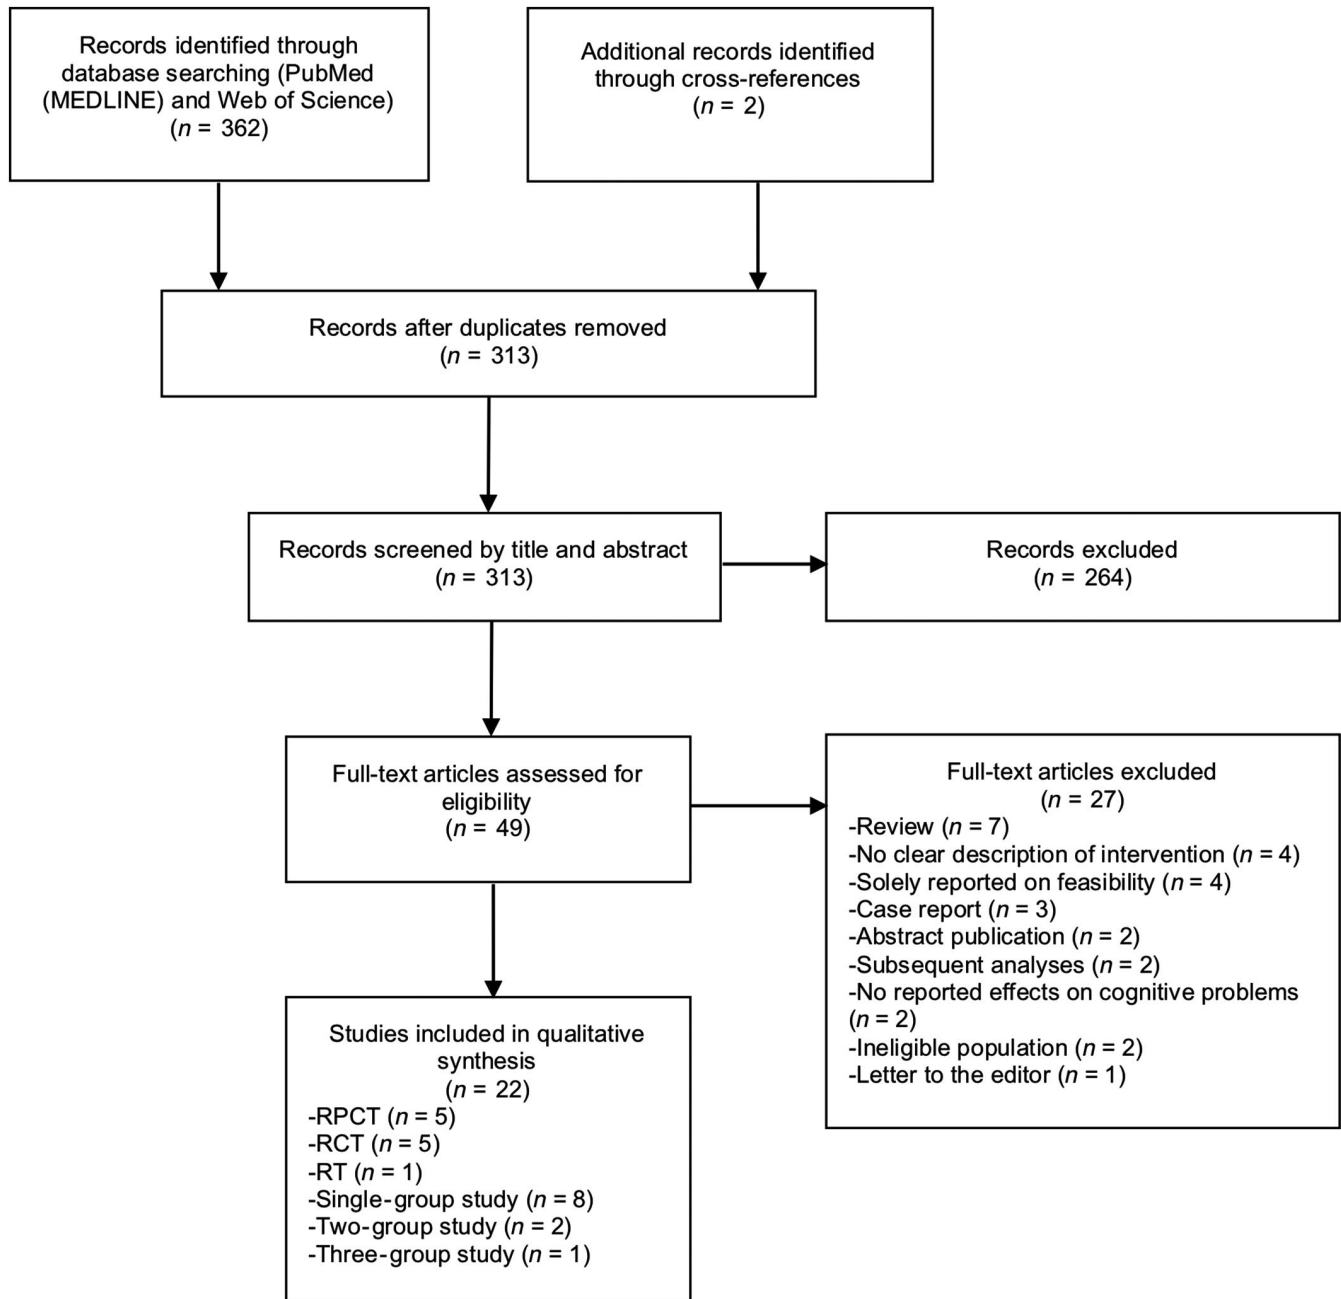 Records identified through
database searching (PubMed
(MEDLINE) and Web of Science)
(n = 362)
Additional records identified
through cross-references
(n = 2)
Records after duplicates removed
(n = 313)
Records screened by title and abstract
(n = 313)
Records excluded
(n = 264)
Full-text articles assessed for
eligibility
(n = 49)
Full-text articles excluded
(n = 27)
-Review (n = 7)
-No clear description of intervention (n = 4)
-Solely reported on feasibility (n = 4)
-Case report (n = 3)
-Abstract publication (n = 2)
-Subsequent analyses (n = 2)
-No reported effects on cognitive problems
(n = 2)
-Ineligible population (n = 2)
-Letter to the editor (n = 1)
Studies included in qualitative
synthesis
(n = 22)
-RPCT (n = 5)
-RCT (n = 5)
-RT (n = 1)
-Single-group study (n = 8)
-Two-group study (n = 2)
-Three-group study (n = 1)